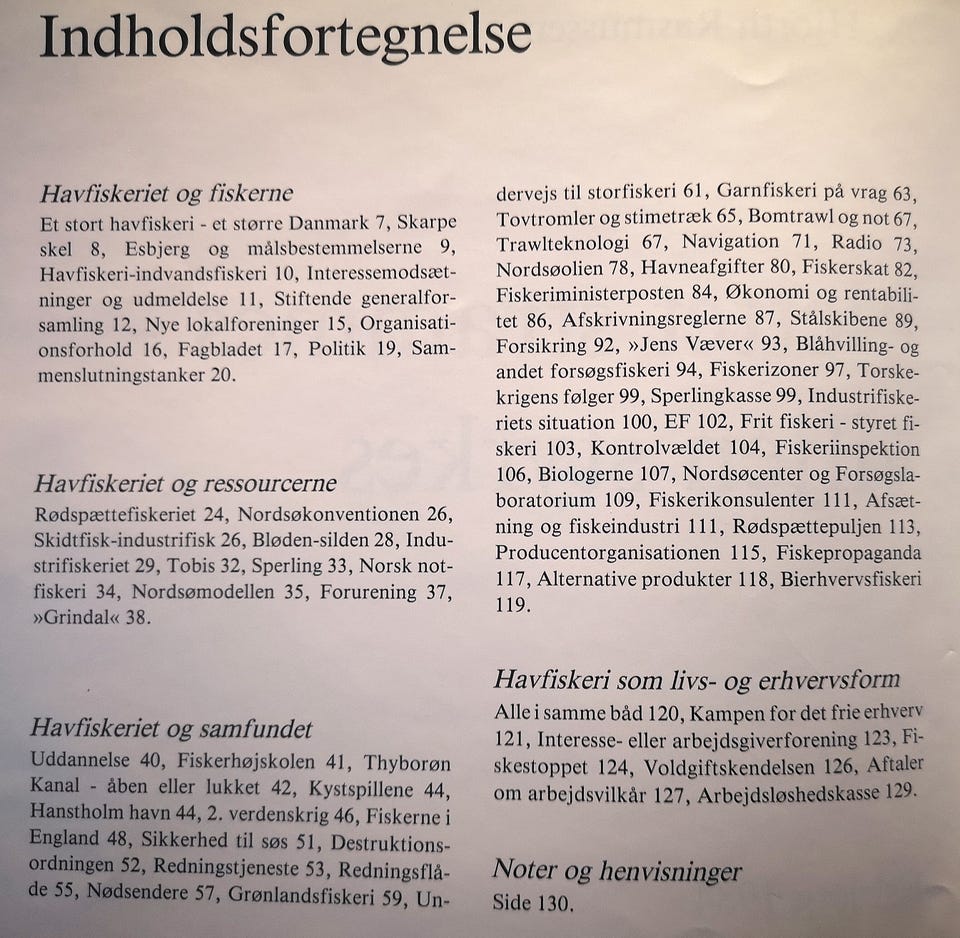 Indholdsfortegnelse
Havfiskeriet og fiskerne
Et stort havfiskeri - et større Danmark 7, Skarpe
skel 8, Esbjerg og målsbestemmelserne 9,
Havfiskeri-indvandsfiskeri 10, Interessemodsæt-
ninger og udmeldelse 11, Stiftende generalfor-
samling 12, Nye lokalforeninger 15, Organisati-
onsforhold 16, Fagbladet 17, Politik 19, Sam-
menslutningstanker 20.
Havfiskeriet og ressourcerne
Rødspættefiskeriet 24, Nordsøkonventionen 26,
Skidtfisk-industrifisk 26, Bløden-silden 28, Indu-
strifiskeriet 29, Tobis 32, Sperling 33, Norsk not-
fiskeri 34, Nordsømodellen 35, Forurening 37,
»Grindal« 38.
Havfiskeriet og samfundet
Uddannelse 40, Fiskerhøjskolen 41, Thyborøn
Kanal - åben eller lukket 42, Kystspillene 44,
Hanstholm havn 44, 2. verdenskrig 46, Fiskerne i
England 48, Sikkerhed til søs 51, Destruktions-
ordningen 52, Redningstjeneste 53, Redningsflå-
de 55, Nødsendere 57, Grønlandsfiskeri 59, Un-
dervejs til storfiskeri 61, Garnfiskeri på vrag 63,
Tovtromler og stimetræk 65, Bomtrawl og not 67,
Trawlteknologi 67, Navigation 71, Radio 73,
Nordsøolien 78, Havneafgifter 80, Fiskerskat 82,
Fiskeriministerposten 84, Økonomi og rentabili-
tet 86, Afskrivningsreglerne 87, Stålskibene 89,
Forsikring 92, »Jens Væver« 93, Blåhvilling- og
andet forsøgsfiskeri 94, Fiskerizoner 97, Torske-
krigens følger 99, Sperlingkasse 99, Industrifiske-
riets situation 100, EF 102, Frit fiskeri - styret fi-
skeri 103, Kontrolvældet 104, Fiskeriinspektion
106, Biologerne 107, Nordsøcenter og Forsøgsla-
boratorium 109, Fiskerikonsulenter 111, Afsæt-
ning og fiskeindustri 111, Rødspættepuljen 113,
Producentorganisationen 115, Fiskepropaganda
117, Alternative produkter 118, Bierhvervsfiskeri
119.
Havfiskeri som livs- og erhvervsform
Alle i samme båd 120, Kampen for det frie erhverv
121, Interesse- eller arbejdsgiverforening 123, Fi-
skestoppet 124, Voldgiftskendelsen 126, Aftaler
om arbejdsvilkår 127, Arbejdsløshedskasse 129.
Noter og henvisninger
Side 130.